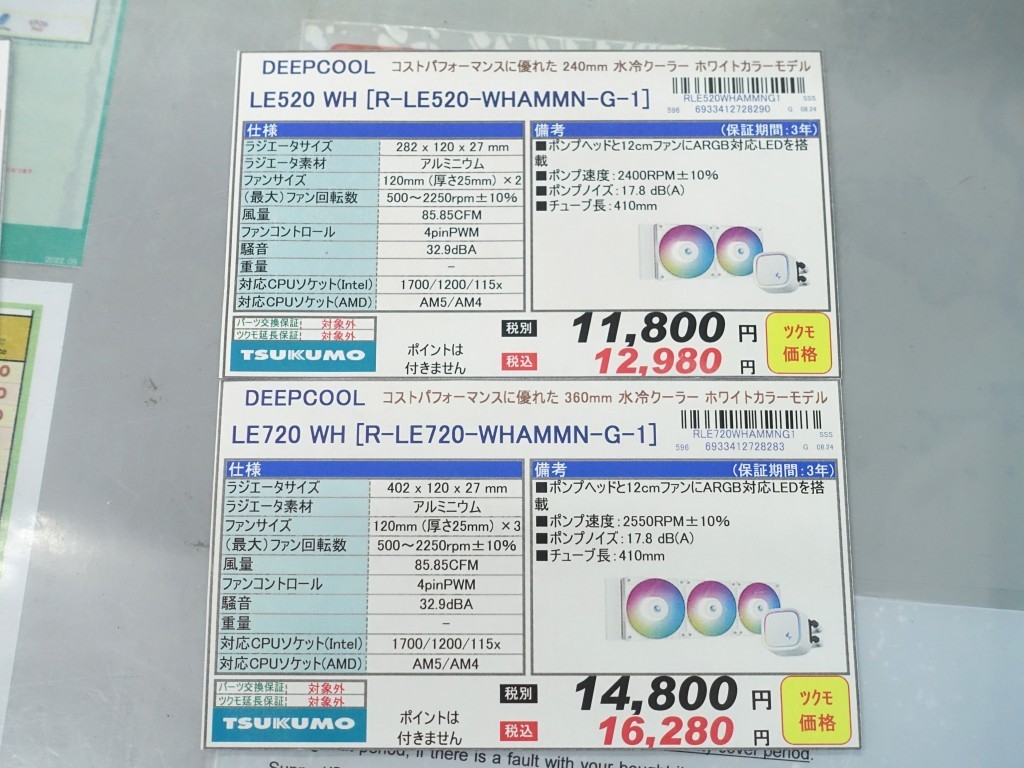 DEEPCOOL コストパフォーマンスに優れた 240mm 水冷クーラー ホワイトカラーモデル
LE520 WH [R-LE520-WHAMMN-G-1]
RLE520WHAMMNG1 SSS
596 6933412728290 G 08.24
仕様
ラジエータサイズ 282 x 120 x 27 mm
ラジエータ素材 アルミニウム
ファンサイズ 120mm (厚さ25mm) ×2
(最大)ファン回転数 500～2250rpm±10%
風量 85.85CFM
ファンコントロール 4pinPWM
騒音 32.9dBA
重量 -
対応CPUソケット(Intel) 1700/1200/115x
対応CPUソケット(AMD) AM5/AM4
備考 (保証期間:3年)
■ポンプヘッドと12cmファンにARGB対応LEDを搭
載
■ポンプ速度:2400RPM±10%
■ポンプノイズ:17.8 dB(A)
■チューブ長:410mm
パーツ交換保証: 対象外
ツクモ延長保証: 対象外
TSUKUMO
ポイントは
付きません
税別 11,800 円
税込 12,980 円
ツクモ
価格
DEEPCOOL コストパフォーマンスに優れた 360mm 水冷クーラー ホワイトカラーモデル
LE720 WH [R-LE720-WHAMMN-G-1]
RLE720WHAMMNG1 SSS
596 6933412728283 G 08.24
仕様
ラジエータサイズ 402 x 120 x 27 mm
ラジエータ素材 アルミニウム
ファンサイズ 120mm (厚さ25mm) ×3
(最大)ファン回転数 500～2250rpm±10%
風量 85.85CFM
ファンコントロール 4pinPWM
騒音 32.9dBA
重量 -
対応CPUソケット(Intel) 1700/1200/115x
対応CPUソケット(AMD) AM5/AM4
備考 (保証期間:3年)
■ポンプヘッドと12cmファンにARGB対応LEDを搭
載
■ポンプ速度:2550RPM±10%
■ポンプノイズ:17.8 dB(A)
■チューブ長:410mm
パーツ交換保証: 対象外
ツクモ延長保証: 対象外
TSUKUMO
ポイントは
付きません
税別 14,800 円
税込 16,280 円
ツクモ
価格
period, if there is a fault with your bought cover period.